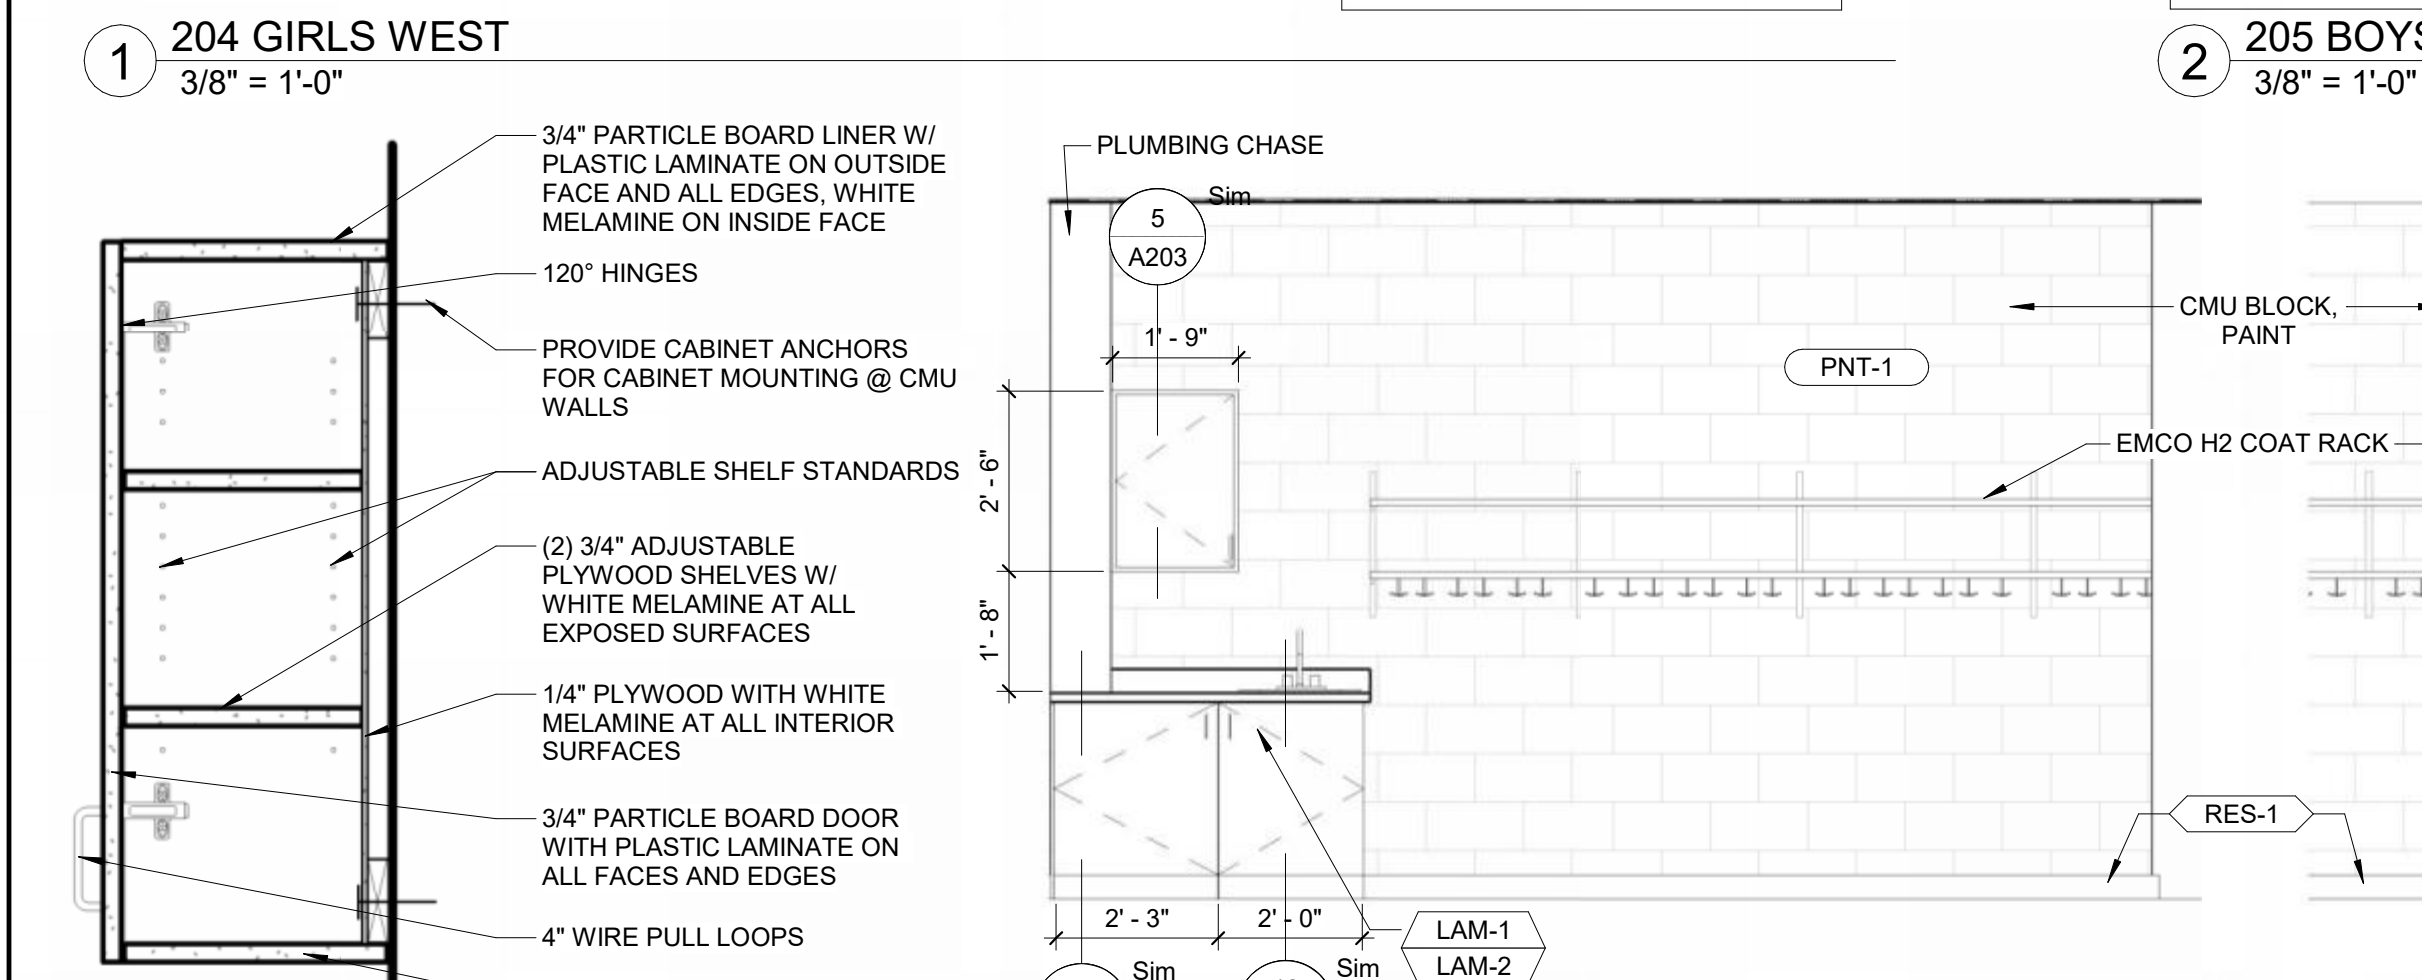 1
204 GIRLS WEST
3/8" = 1'-0"
2
205 BOYS
3/8" = 1'-0"
3/4" PARTICLE BOARD LINER W/
PLASTIC LAMINATE ON OUTSIDE
FACE AND ALL EDGES, WHITE
MELAMINE ON INSIDE FACE
120° HINGES
PROVIDE CABINET ANCHORS
FOR CABINET MOUNTING @ CMU
WALLS
ADJUSTABLE SHELF STANDARDS
(2) 3/4" ADJUSTABLE
PLYWOOD SHELVES W/
WHITE MELAMINE AT ALL
EXPOSED SURFACES
1/4" PLYWOOD WITH WHITE
MELAMINE AT ALL INTERIOR
SURFACES
3/4" PARTICLE BOARD DOOR
WITH PLASTIC LAMINATE ON
ALL FACES AND EDGES
4" WIRE PULL LOOPS
PLUMBING CHASE
Sim
5
A203
1' - 9"
2' - 6"
1' - 8"
CMU BLOCK,
PAINT
PNT-1
EMCO H2 COAT RACK
RES-1
2' - 3"
2' - 0"
LAM-1
LAM-2
Sim
Sim